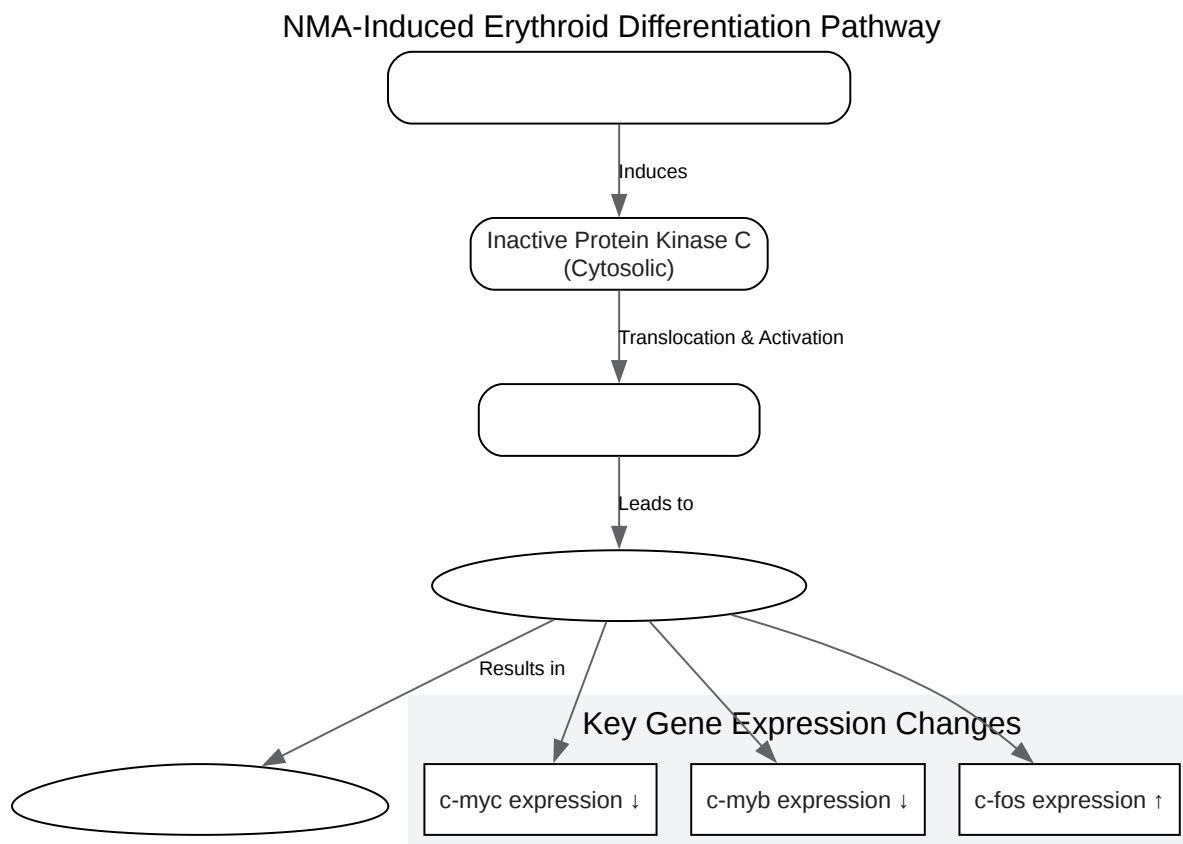 NMA-Induced Erythroid Differentiation Pathway
Induces
Inactive Protein Kinase C
(Cytosolic)
Translocation & Activation
Leads to
Results in
Key Gene Expression Changes
c-myc expression ↓
c-myb expression ↓
c-fos expression ↑